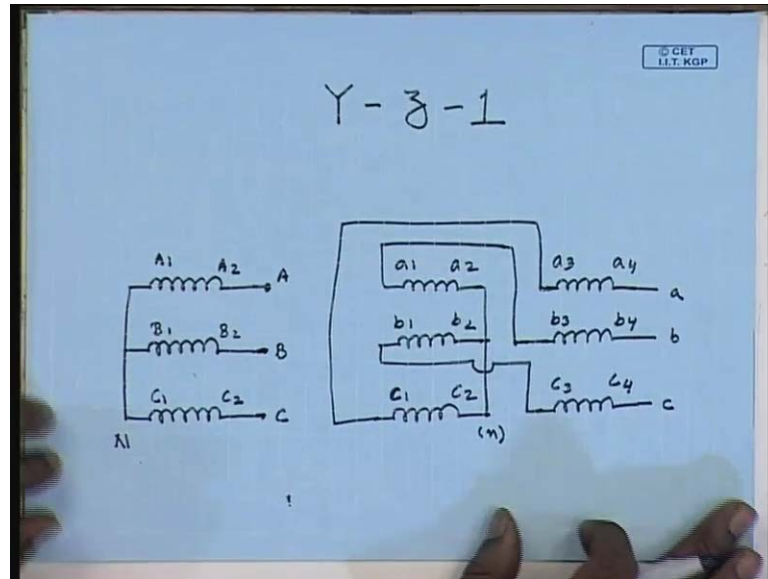 © CET
I.I.T. KGP
Y - z - 1
A1 A2 A
a1 a2
a3 a4 a
B1 B2 B
b1 b2
b3 b4 b
C1 C2 C
C1 C2
C3 C4 c
N
(n)